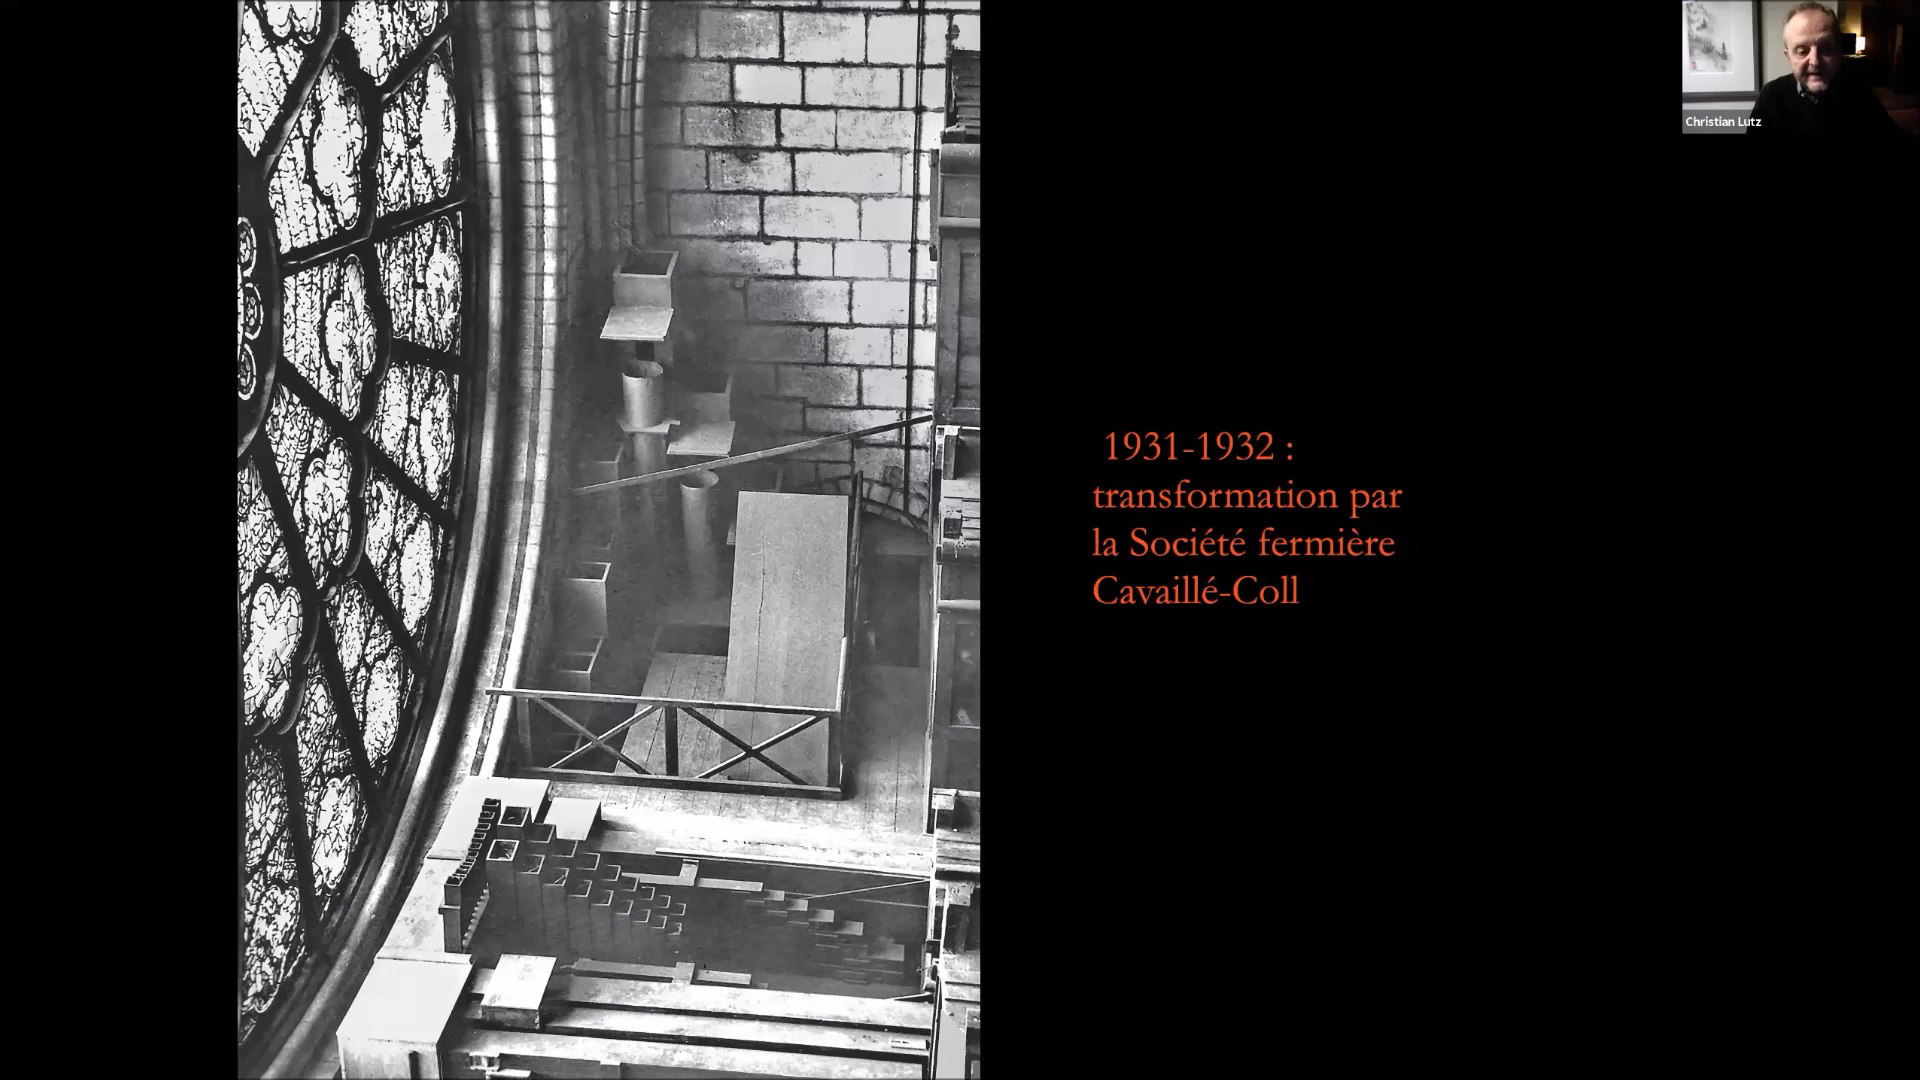 Christian Lutz
1931-1932 :
transformation par
la Société fermière
Cavaillé-Coll